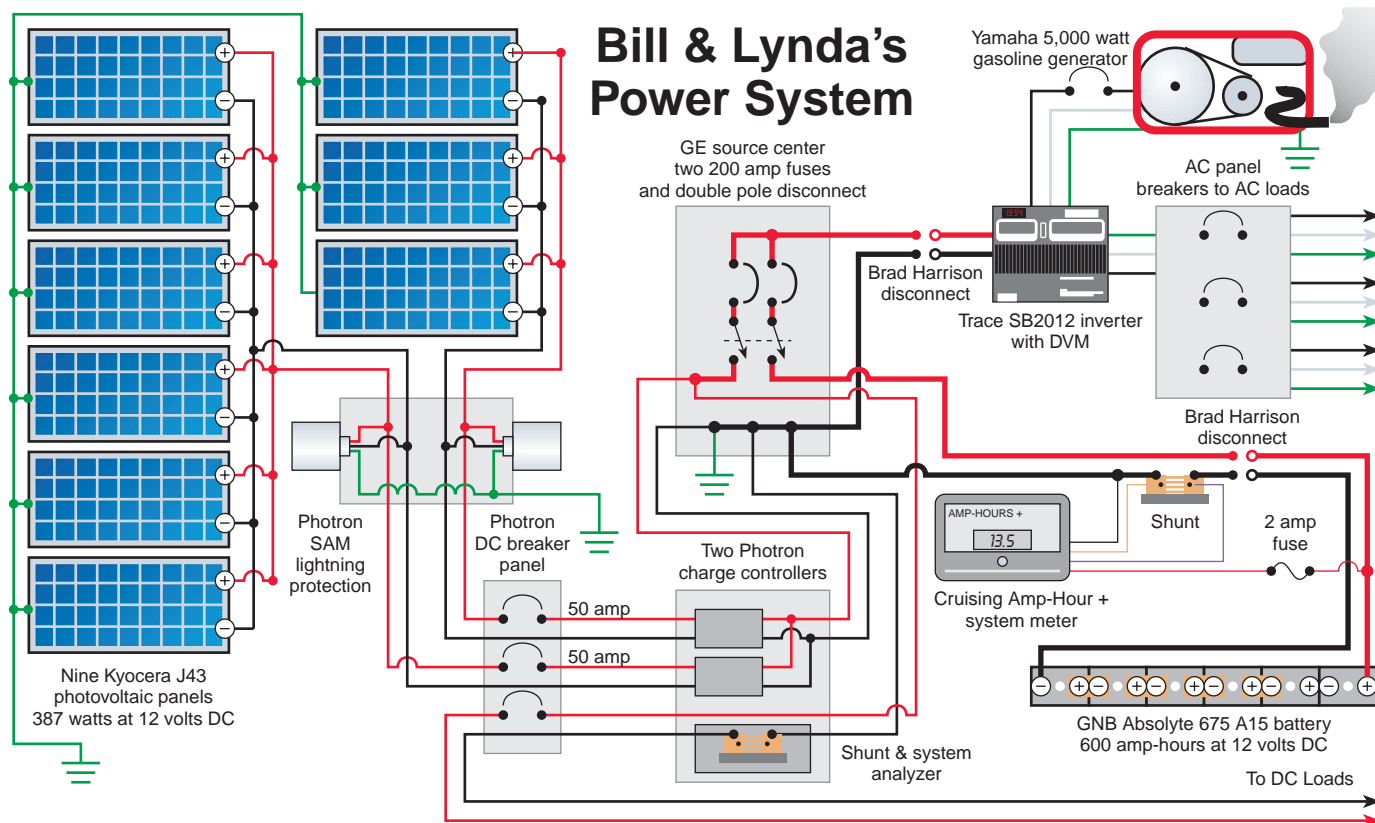 Bill & Lynda's
Power System
Yamaha 5,000 watt
gasoline generator
GE source center
two 200 amp fuses
and double pole disconnect
AC panel
breakers to AC loads
13.54
Brad Harrison
disconnect
Trace SB2012 inverter
with DVM
Brad Harrison
disconnect
Photron
SAM
lightning
protection
Photron
DC breaker
panel
Two Photron
charge controllers
AMP-HOURS +
13.5
Shunt
2 amp
fuse
Cruising Amp-Hour +
system meter
50 amp
50 amp
Nine Kyocera J43
photovoltaic panels
387 watts at 12 volts DC
GNB Absolyte 675 A15 battery
600 amp-hours at 12 volts DC
Shunt & system
analyzer
To DC Loads